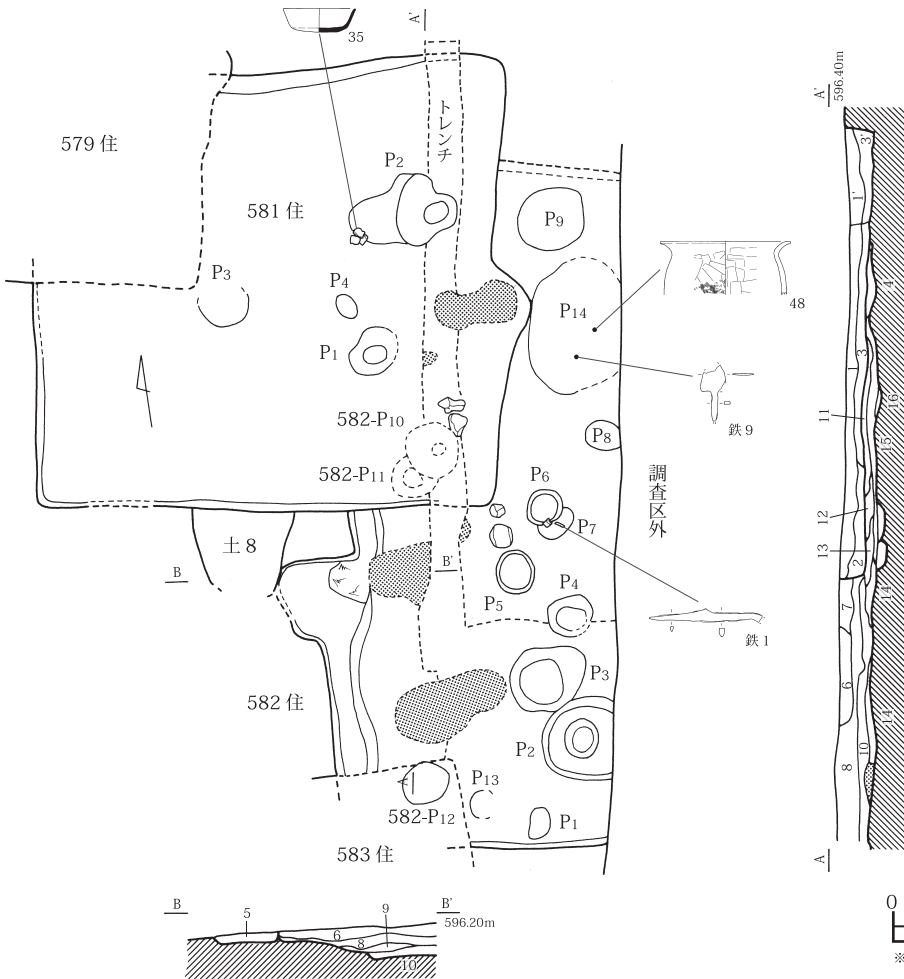 35
A'
579住
トレンチ
P2
P9
581住
P3
P4
P14
48
P1
鉄9
582-P10
P8
582-P11
P6
P7
調査区外
土8
B
B'
P5
P4
鉄1
P3
582住
P2
P13
582-P12
P1
583住
A'
596.40m
3'
1'
4
3
1
16
11
15
12
13
2
14
7
6
14
10
8
A
B
5
9
B'
596.20m
6
8
10
0
※